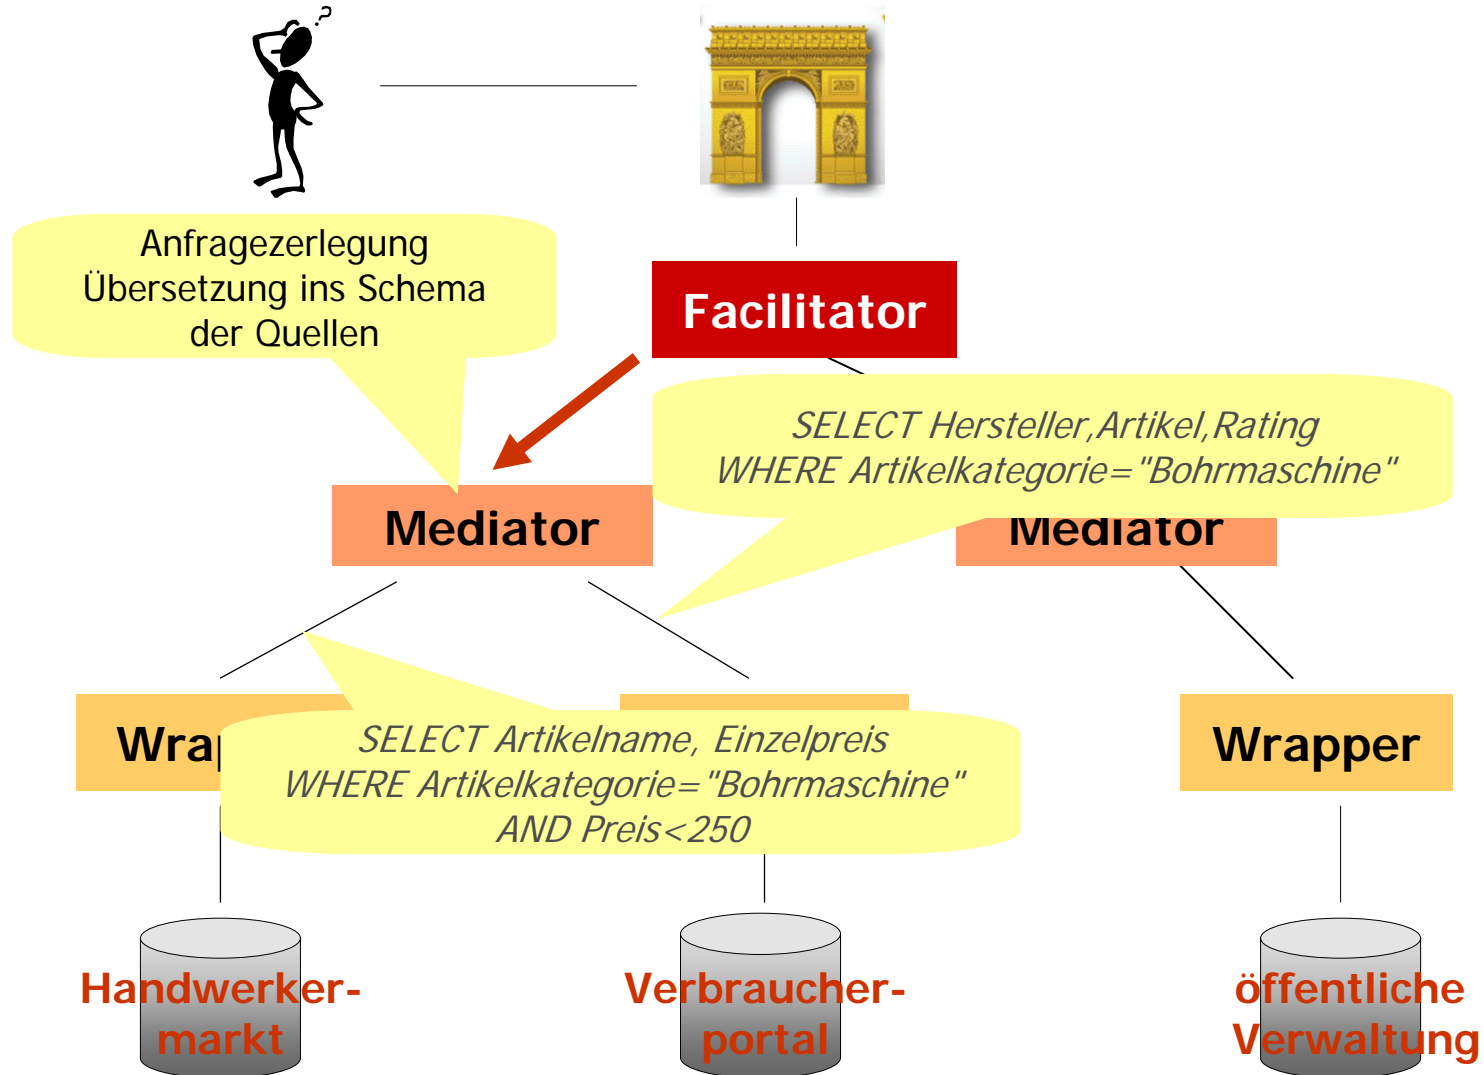 ?
Anfragezerlegung
Übersetzung ins Schema
der Quellen
Facilitator
SELECT Hersteller,Artikel,Rating
WHERE Artikelkategorie="Bohrmaschine"
Mediator
Mediator
Wrap
SELECT Artikelname, Einzelpreis
WHERE Artikelkategorie="Bohrmaschine"
AND Preis<250
Wrapper
Handwerker-
markt
Verbraucher-
portal
öffentliche
Verwaltung